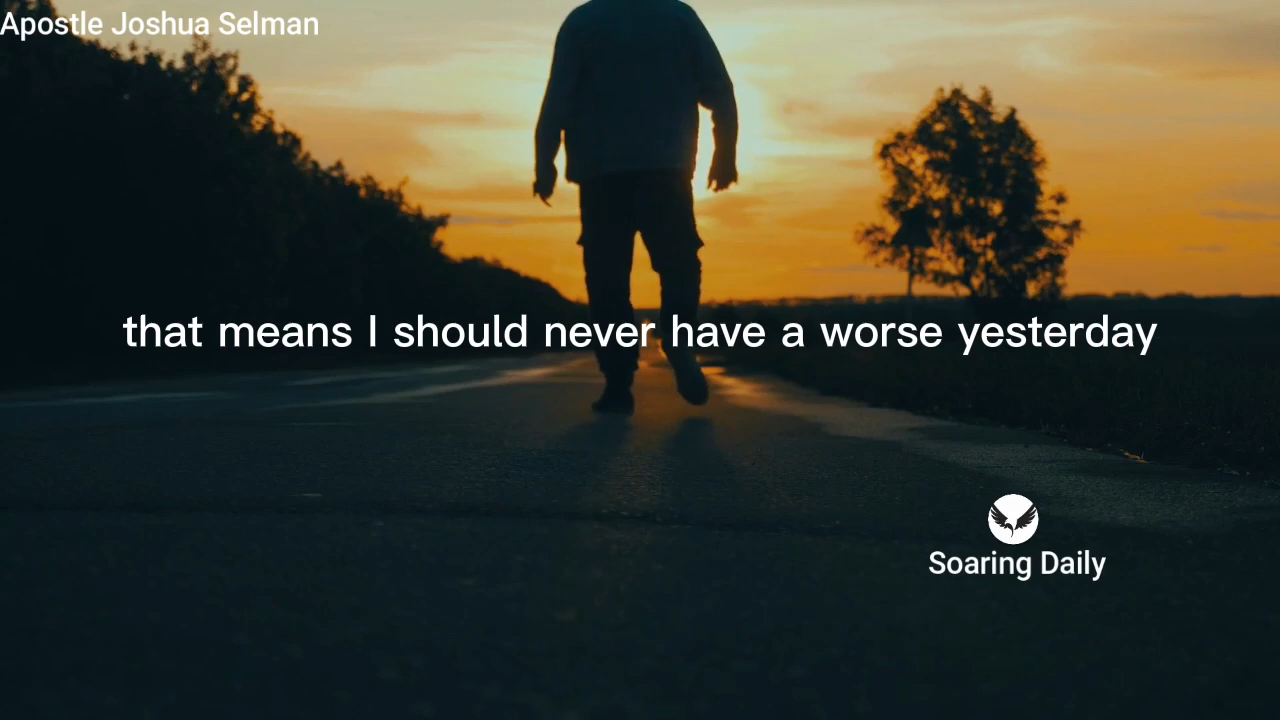 Apostle Joshua Selman
that means I should never have a worse yesterday
Soaring Daily